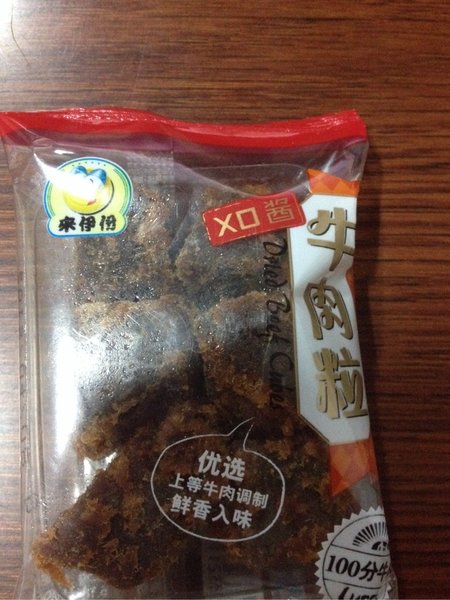 来伊份
XO酱
牛肉粒
Dried Beef Cubes
优选
上等牛肉调制
鲜香入味
100分牛